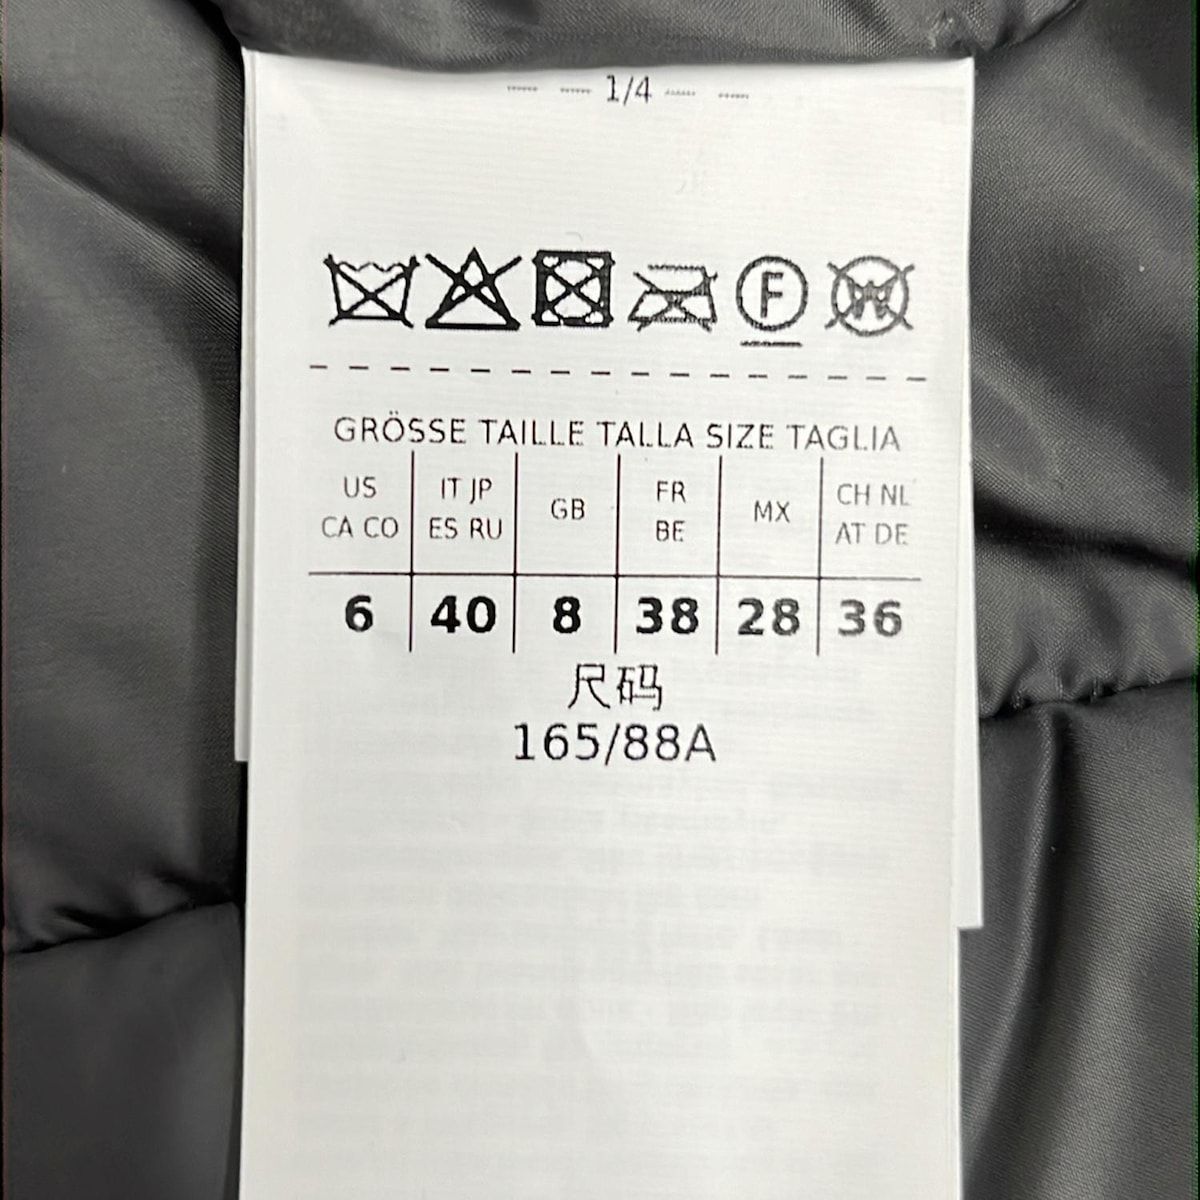 1/4
F
W
GRÖSSE TAILLE TALLA SIZE TAGLIA
US IT JP GB FR MX CH NL
CA CO ES RU BE AT DE
6 40 8 38 28 36
尺码
165/88A